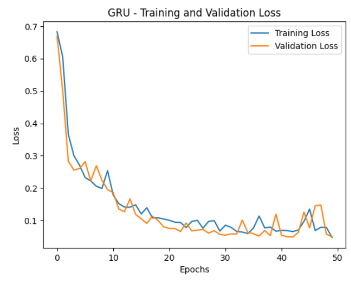 GRU - Training and Validation Loss
Training Loss
Validation Loss
0.7
0.6
0.5
0.4
0.3
0.2
0.1
Loss
0 10 20 30 40 50
Epochs